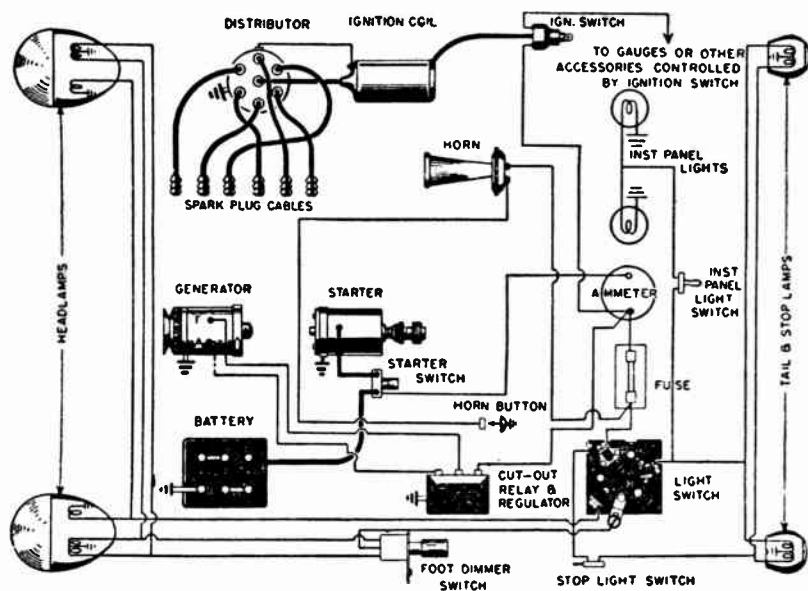 DISTRIBUTOR
IGNITION COIL
IGN. SWITCH
TO GAUGES OR OTHER
ACCESSORIES CONTROLLED
BY IGNITION SWITCH
HORN
INST PANEL
LIGHTS
SPARK PLUG CABLES
HEADLAMPS
GENERATOR
STARTER
AMMETER
INST
PANEL
LIGHT
SWITCH
TAIL & STOP LAMPS
STARTER
SWITCH
FUSE
BATTERY
HORN BUTTON
CUT-OUT
RELAY &
REGULATOR
LIGHT
SWITCH
FOOT DIMMER
SWITCH
STOP LIGHT SWITCH